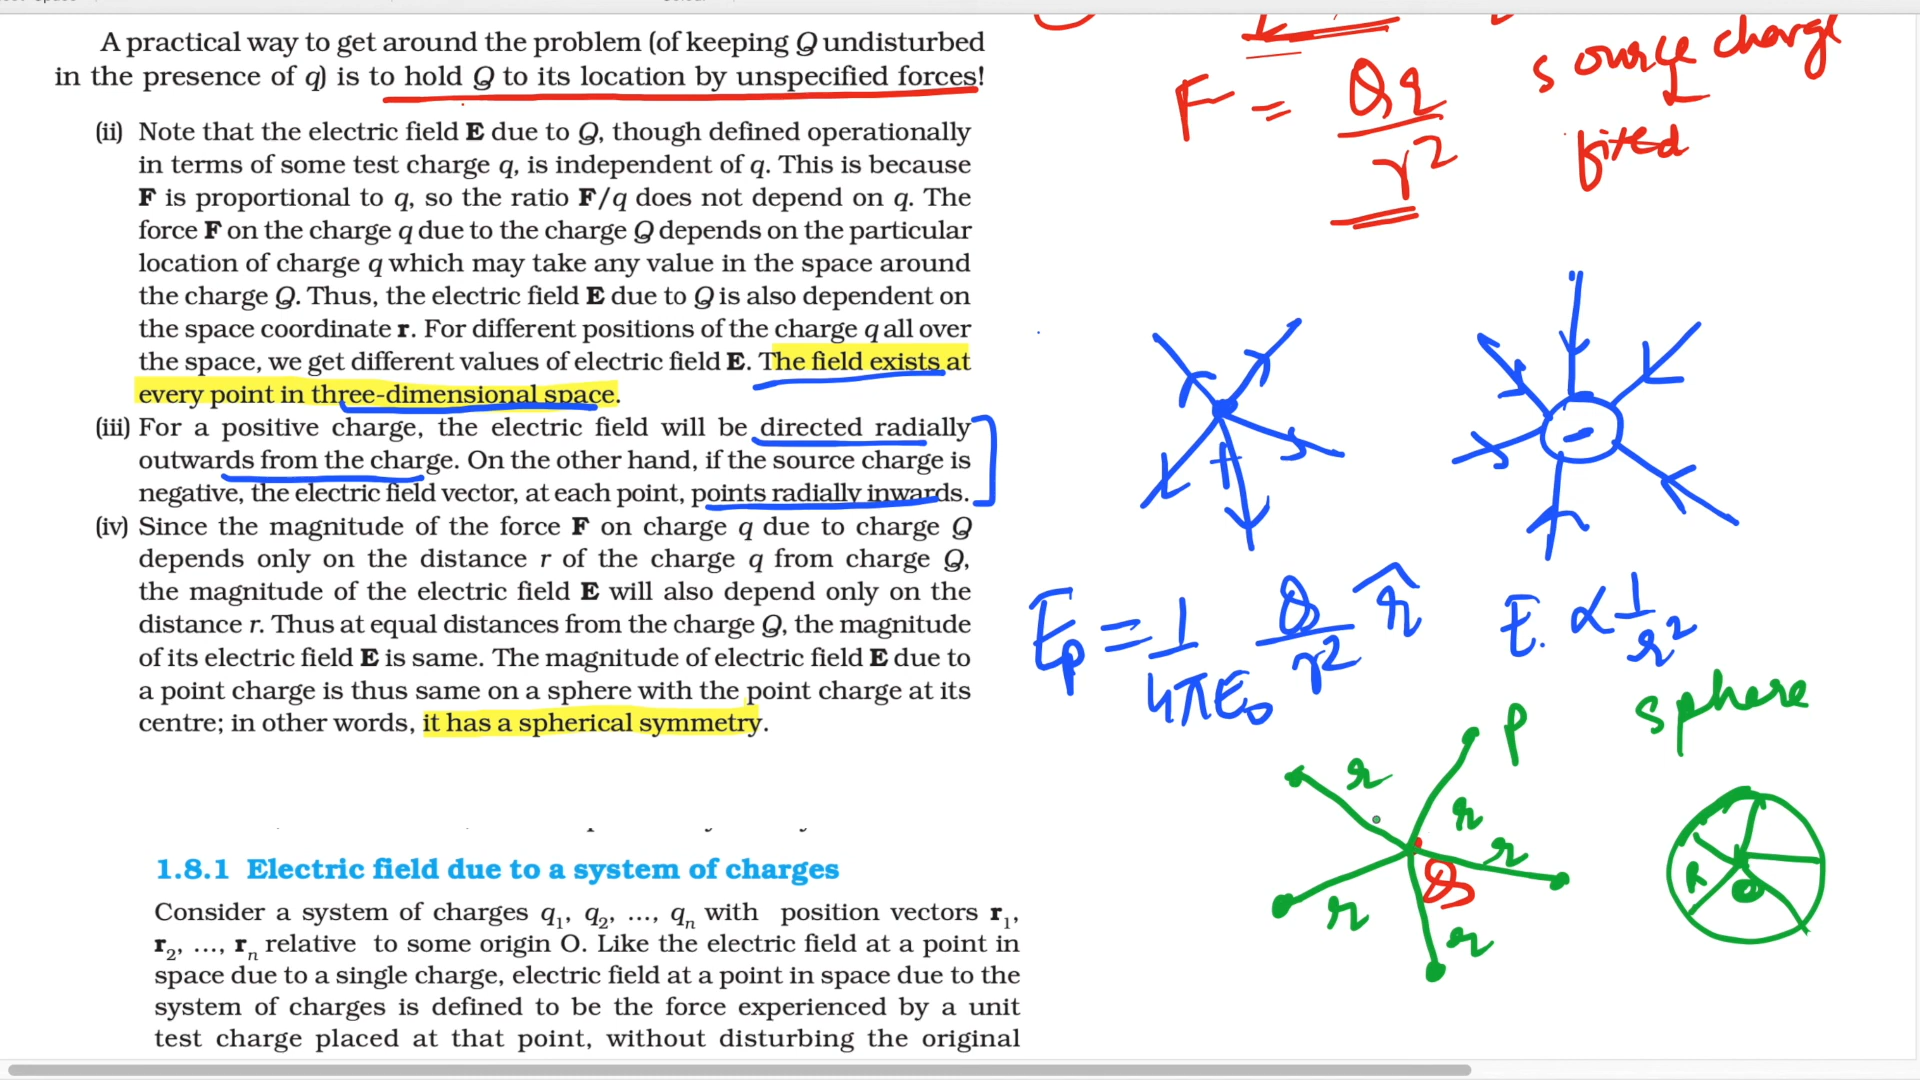 A practical way to get around the problem (of keeping Q undisturbed
in the presence of q) is to hold Q to its location by unspecified forces!
(ii) Note that the electric field E due to Q, though defined operationally
in terms of some test charge q, is independent of q. This is because
F is proportional to q, so the ratio F/q does not depend on q. The
force F on the charge q due to the charge Q depends on the particular
location of charge q which may take any value in the space around
the charge Q. Thus, the electric field E due to Q is also dependent on
the space coordinate r. For different positions of the charge q all over
the space, we get different values of electric field E. The field exists at
every point in three-dimensional space.
(iii) For a positive charge, the electric field will be directed radially
outwards from the charge. On the other hand, if the source charge is
negative, the electric field vector, at each point, points radially inwards.
(iv) Since the magnitude of the force F on charge q due to charge Q
depends only on the distance r of the charge q from charge Q,
the magnitude of the electric field E will also depend only on the
distance r. Thus at equal distances from the charge Q, the magnitude
of its electric field E is same. The magnitude of electric field E due to
a point charge is thus same on a sphere with the point charge at its
centre; in other words, it has a spherical symmetry.
1.8.1 Electric field due to a system of charges
Consider a system of charges q₁, q₂, ..., qₙ with position vectors r₁,
r₂, ..., rₙ relative to some origin O. Like the electric field at a point in
space due to a single charge, electric field at a point in space due to the
system of charges is defined to be the force experienced by a unit
test charge placed at that point, without disturbing the original
source charge
F = Qq/r²
fixed
+
-
Eₚ = 1/4πε₀ Q/r² r̂
E. ∝ 1/r²
sphere
P
r
r
r
Q
r
r
R